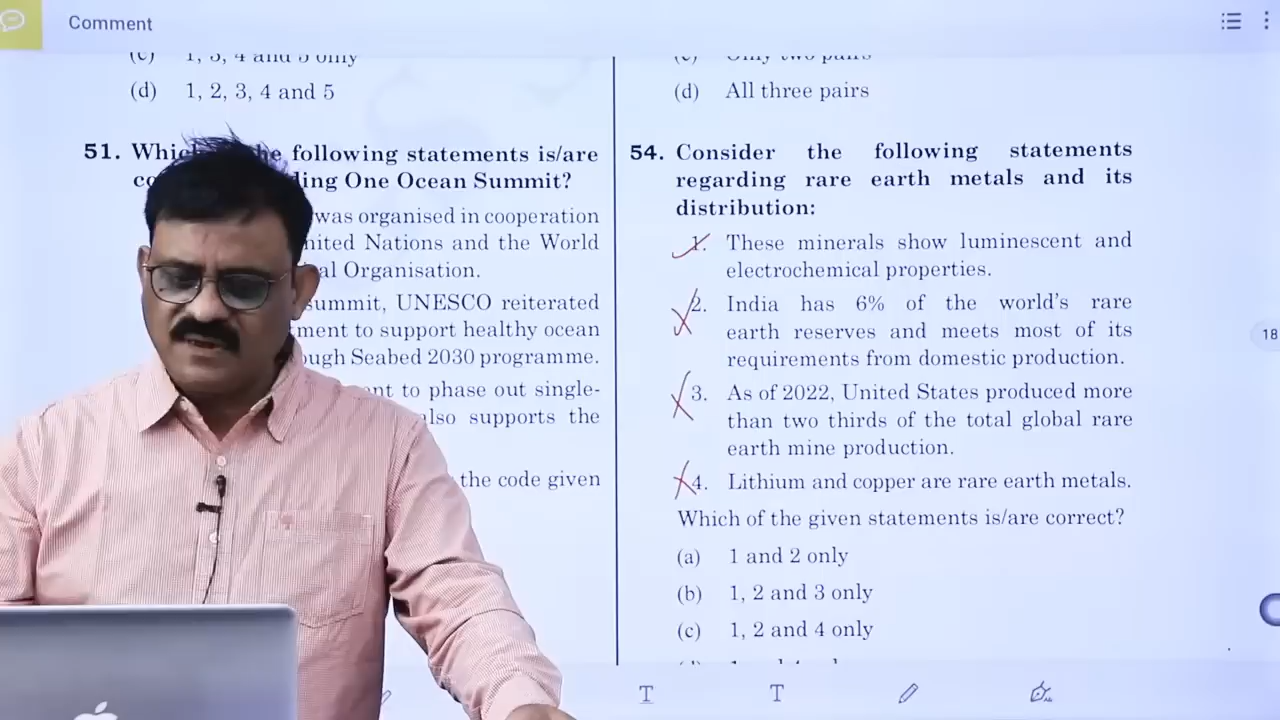 Comment
(d) 1, 2, 3, 4 and 5
51. Which the following statements is/are
ding One Ocean Summit?
was organised in cooperation
nited Nations and the World
al Organisation.
summit, UNESCO reiterated
ment to support healthy ocean
ough Seabed 2030 programme.
nt to phase out single-
also supports the
the code given
(c) Only two pairs
(d) All three pairs
54. Consider the following statements
regarding rare earth metals and its
distribution:
1. These minerals show luminescent and
electrochemical properties.
2. India has 6% of the world's rare
earth reserves and meets most of its
requirements from domestic production.
3. As of 2022, United States produced more
than two thirds of the total global rare
earth mine production.
4. Lithium and copper are rare earth metals.
Which of the given statements is/are correct?
(a) 1 and 2 only
(b) 1, 2 and 3 only
(c) 1, 2 and 4 only
18
T T